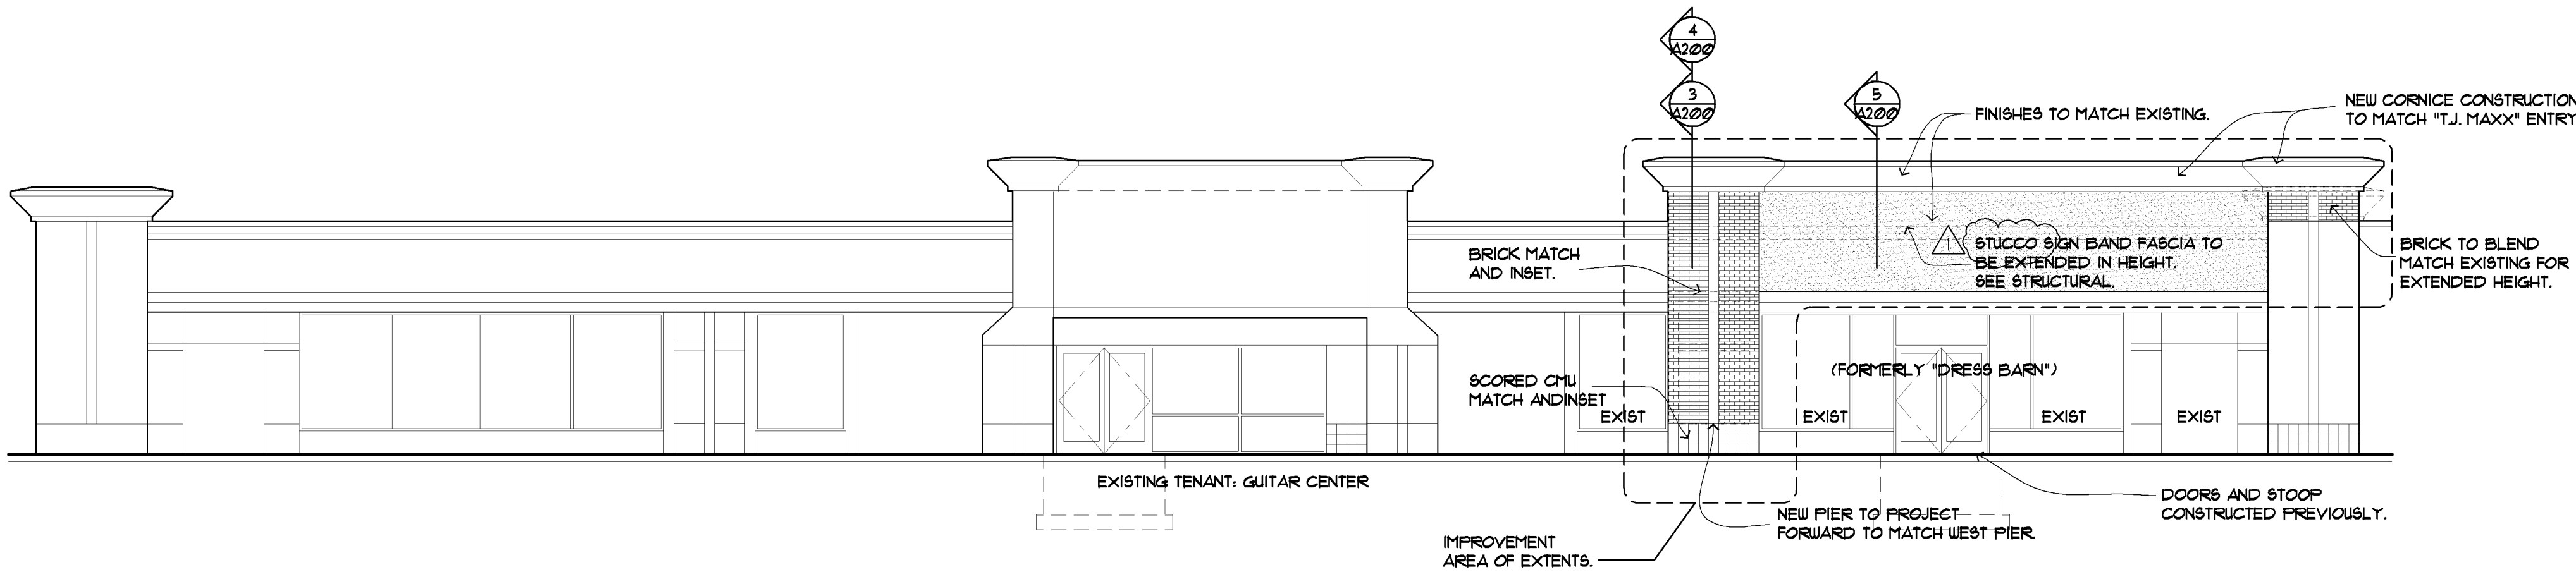 4
A200
3
A200
5
A200
FINISHES TO MATCH EXISTING.
NEW CORNICE CONSTRUCTION
TO MATCH "T.J. MAXX" ENTRY
BRICK MATCH
AND INSET.
1
STUCCO SIGN BAND FASCIA TO
BE EXTENDED IN HEIGHT.
SEE STRUCTURAL.
BRICK TO BLEND
MATCH EXISTING FOR
EXTENDED HEIGHT.
(FORMERLY "DRESS BARN")
SCORED CMU
MATCH ANDINSET
EXIST
EXIST
EXIST
EXIST
EXISTING TENANT: GUITAR CENTER
DOORS AND STOOP
CONSTRUCTED PREVIOUSLY.
NEW PIER TO PROJECT
FORWARD TO MATCH WEST PIER
IMPROVEMENT
AREA OF EXTENTS.